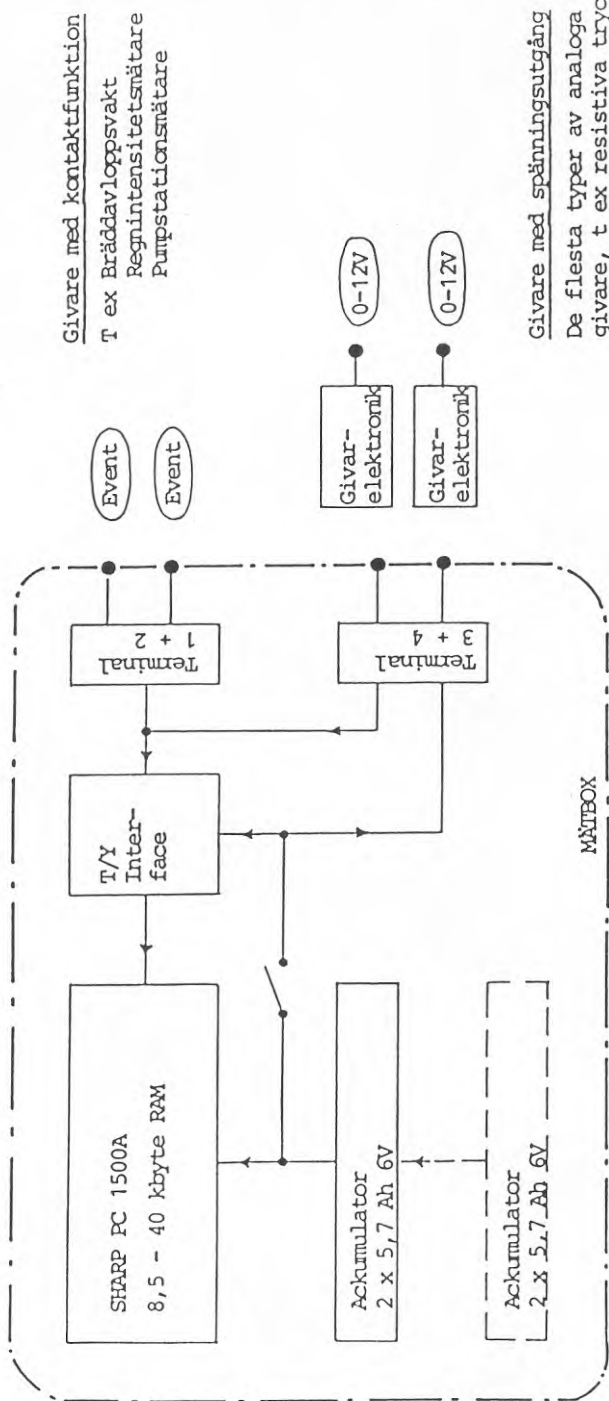 SHARP PC 1500A
8,5 - 40 kbyte RAM
T/Y
Inter-
face
Terminal
1 + 2
Event
Event
Givare med kontaktfunktion
T ex Bräddavloppsvakt
Regnintensitetsmätare
Pumpstationsmätare
Ackumulator
2 x 5,7 Ah 6V
Terminal
3 + 4
Givar-
elektronik
0-12V
Givar-
elektronik
0-12V
Ackumulator
2 x 5,7 Ah 6V
MÄTBOX
Givare med spänningsutgång
De flesta typer av analoga
givare, t ex resistiva